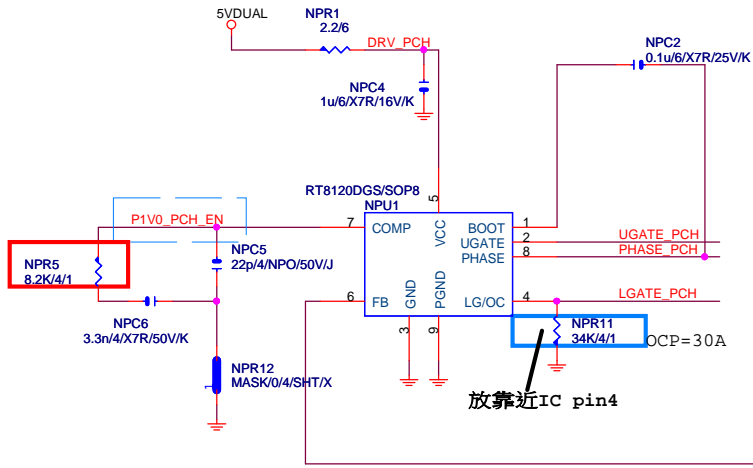 5VDUAL
NPR1
2.2/6
DRV_PCH
NPC4
1u/6/X7R/16V/K
NPC2
0.1u/6/X7R/25V/K
RT8120DGS/SOP8
NPU1
5
P1V0_PCH_EN
7
COMP
VCC
BOOT
1
UGATE
2
UGATE_PCH
PHASE
8
PHASE_PCH
NPR5
8.2K/4/1
NPC5
22p/4/NPO/50V/J
6
FB
GND
PGND
LG/OC
4
LGATE_PCH
NPC6
3.3n/4/X7R/50V/K
3
9
NPR11
34K/4/1
OCP=30A
NPR12
MASK/0/4/SHT/X
1
放靠近IC pin4